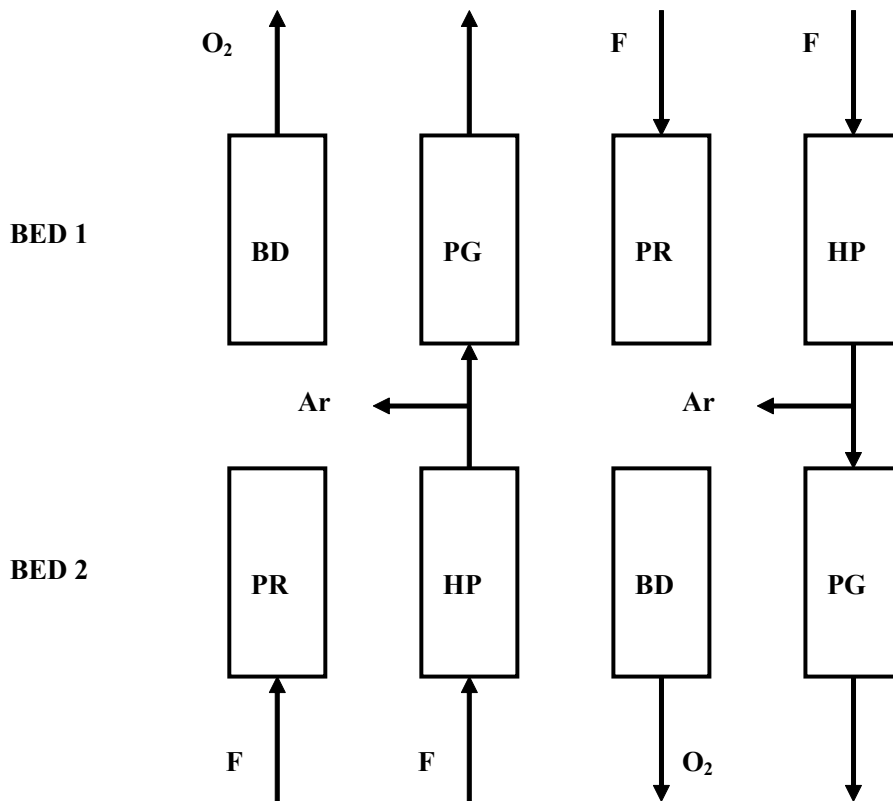 O₂ F F
BED 1 BD PG PR HP
Ar Ar
BED 2 PR HP BD PG
F F O₂